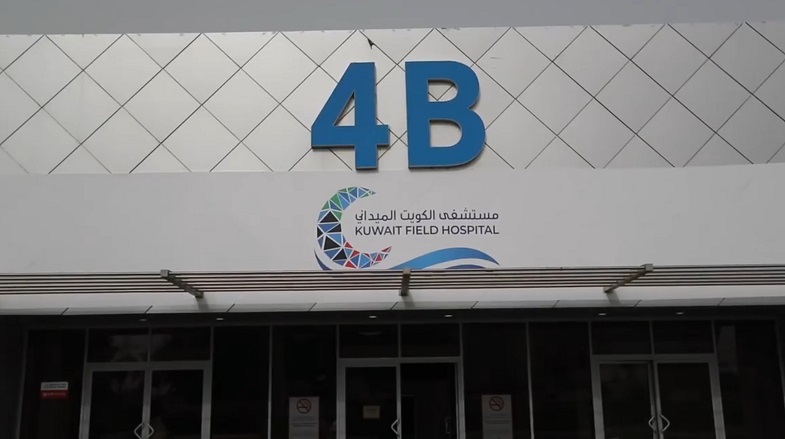 4B
مستشفى الكويت الميداني
KUWAIT FIELD HOSPITAL